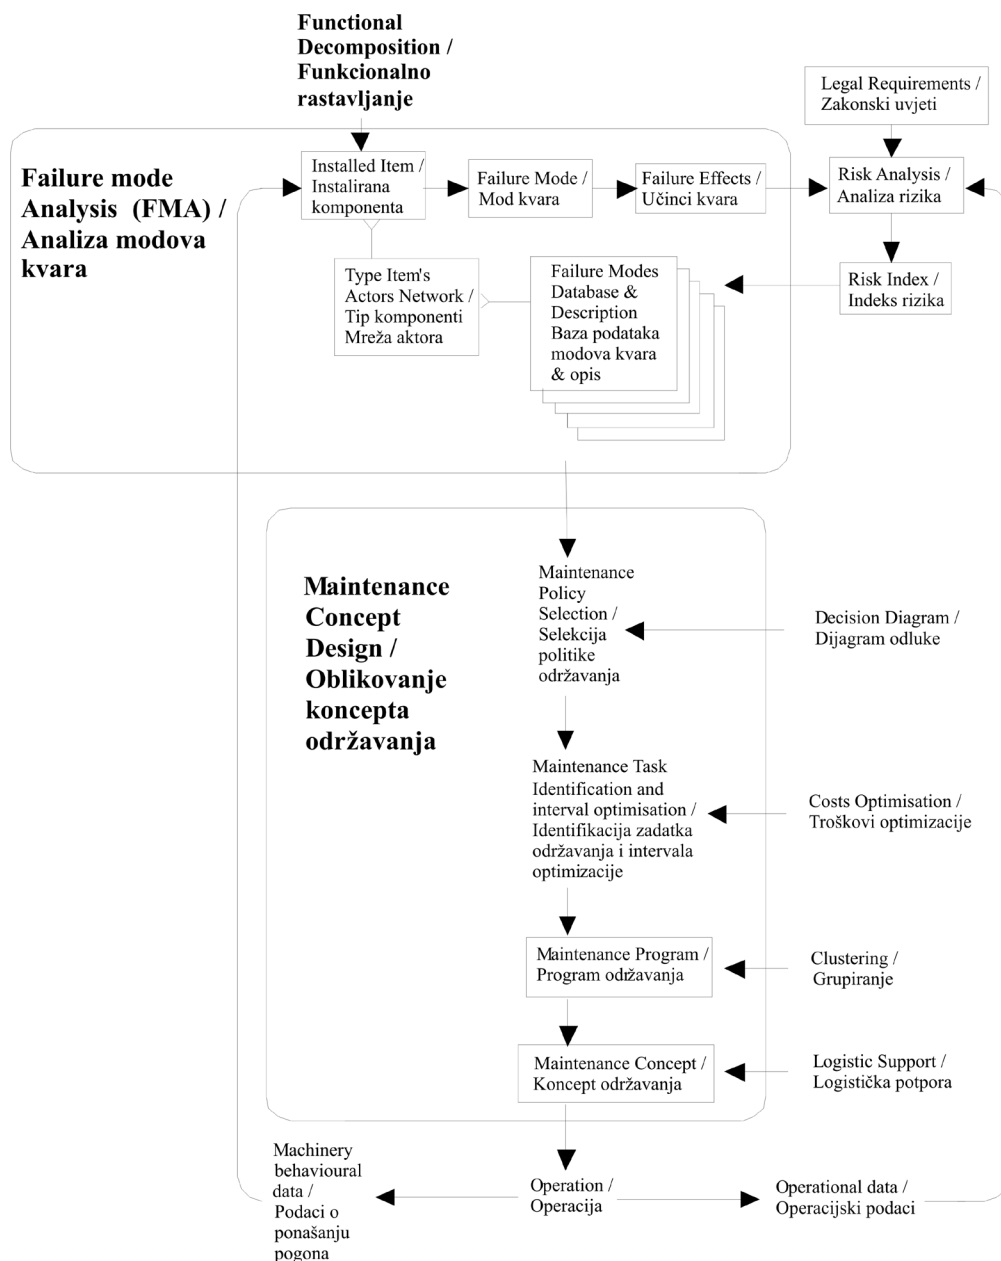 Functional
Decomposition /
Funkcionalno
rastavljanje
Legal Requirements /
Zakonski uvjeti
Failure mode
Analysis (FMA) /
Analiza modova
kvara
Installed Item /
Instalirana
komponenta
Failure Mode /
Mod kvara
Failure Effects /
Učinci kvara
Risk Analysis /
Analiza rizika
Type Item's
Actors Network /
Tip komponenti
Mreža aktora
Failure Modes
Database &
Description
Baza podataka
modova kvara
& opis
Risk Index /
Indeks rizika
Maintenance
Concept
Design /
Oblikovanje
koncepta
održavanja
Maintenance
Policy
Selection /
Selekcija
politike
održavanja
Decision Diagram /
Dijagram odluke
Maintenance Task
Identification and
interval optimisation /
Identifikacija zadatka
održavanja i intervala
optimizacije
Costs Optimisation /
Troškovi optimizacije
Maintenance Program /
Program održavanja
Clustering /
Grupiranje
Maintenance Concept /
Koncept održavanja
Logistic Support /
Logistička potpora
Machinery
behavioural
data /
Podaci o
ponašanju
pogona
Operation /
Operacija
Operational data /
Operacijski podaci